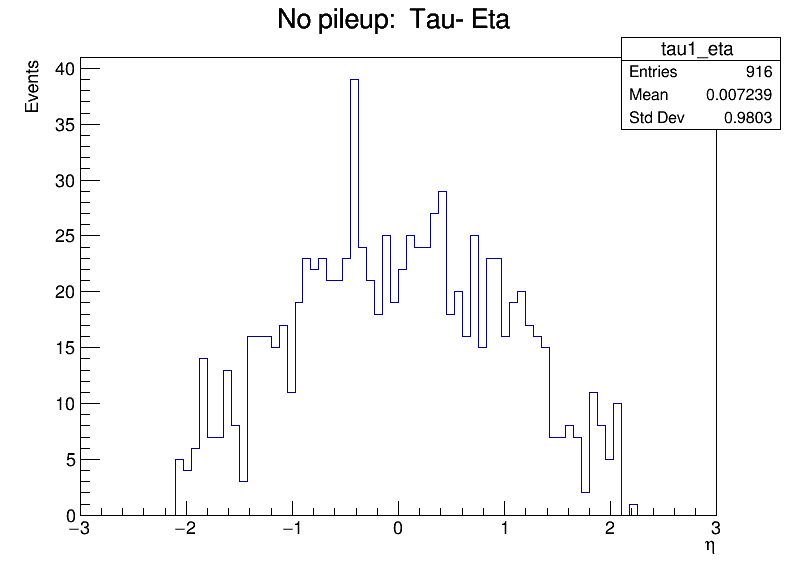 No pileup:  Tau- Eta
tau1_eta
Entries 916
Mean 0.007239
Std Dev 0.9803
Events
40
35
30
25
20
15
10
5
0
−3 −2 −1 0 1 2 3
η